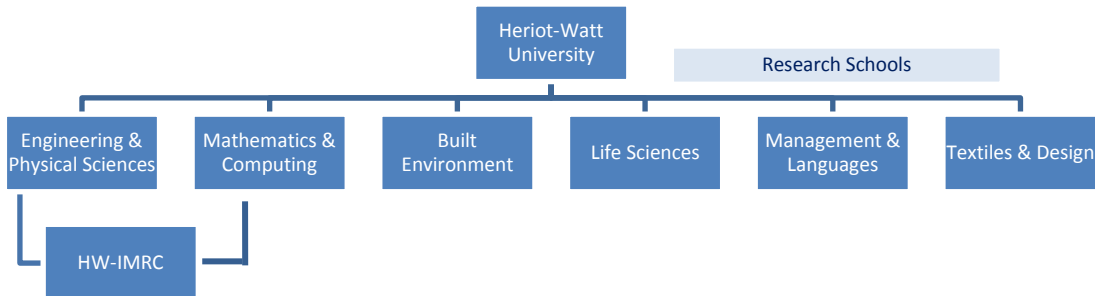 Heriot-Watt
University
Research Schools
Engineering &
Physical Sciences
Mathematics &
Computing
Built
Environment
Life Sciences
Management &
Languages
Textiles & Design
HW-IMRC